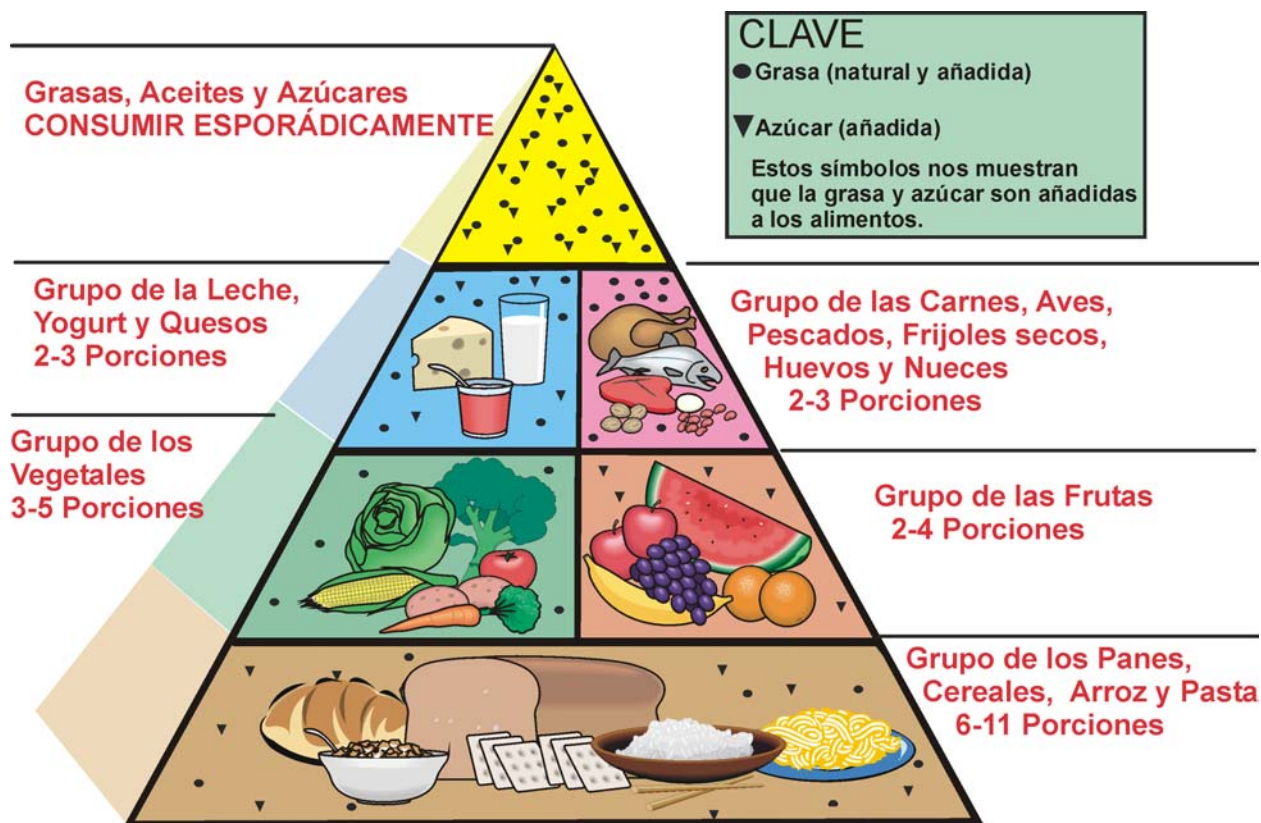 CLAVE
Grasa (natural y añadida)
Azúcar (añadida)
Estos símbolos nos muestran
que la grasa y azúcar son añadidas
a los alimentos.
Grasas, Aceites y Azúcares
CONSUMIR ESPORÁDICAMENTE
Grupo de la Leche,
Yogurt y Quesos
2-3 Porciones
Grupo de las Carnes, Aves,
Pescados, Frijoles secos,
Huevos y Nueces
2-3 Porciones
Grupo de los
Vegetales
3-5 Porciones
Grupo de las Frutas
2-4 Porciones
Grupo de los Panes,
Cereales, Arroz y Pasta
6-11 Porciones